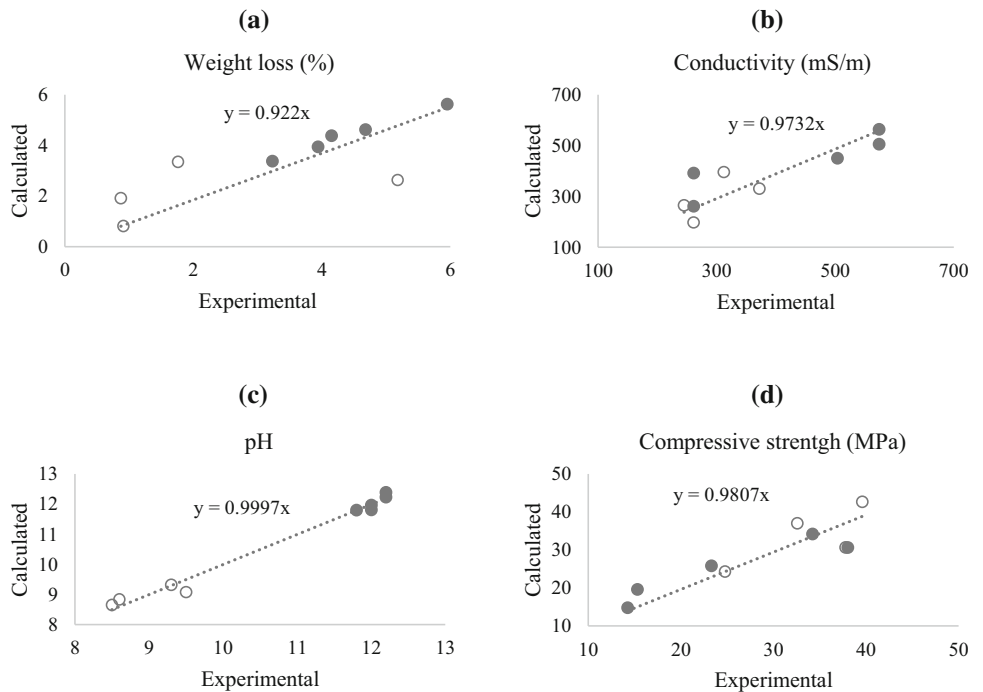 (a)
Weight loss (%)
6
y = 0.922x
4
2
0
Calculated
0 2 4 6
Experimental
(b)
Conductivity (mS/m)
700
y = 0.9732x
500
300
100
Calculated
100 300 500 700
Experimental
(c)
pH
13
12
y = 0.9997x
11
10
9
8
Calculated
8 9 10 11 12 13
Experimental
(d)
Compressive strentgh (MPa)
50
y = 0.9807x
40
30
20
10
Calculated
10 20 30 40 50
Experimental